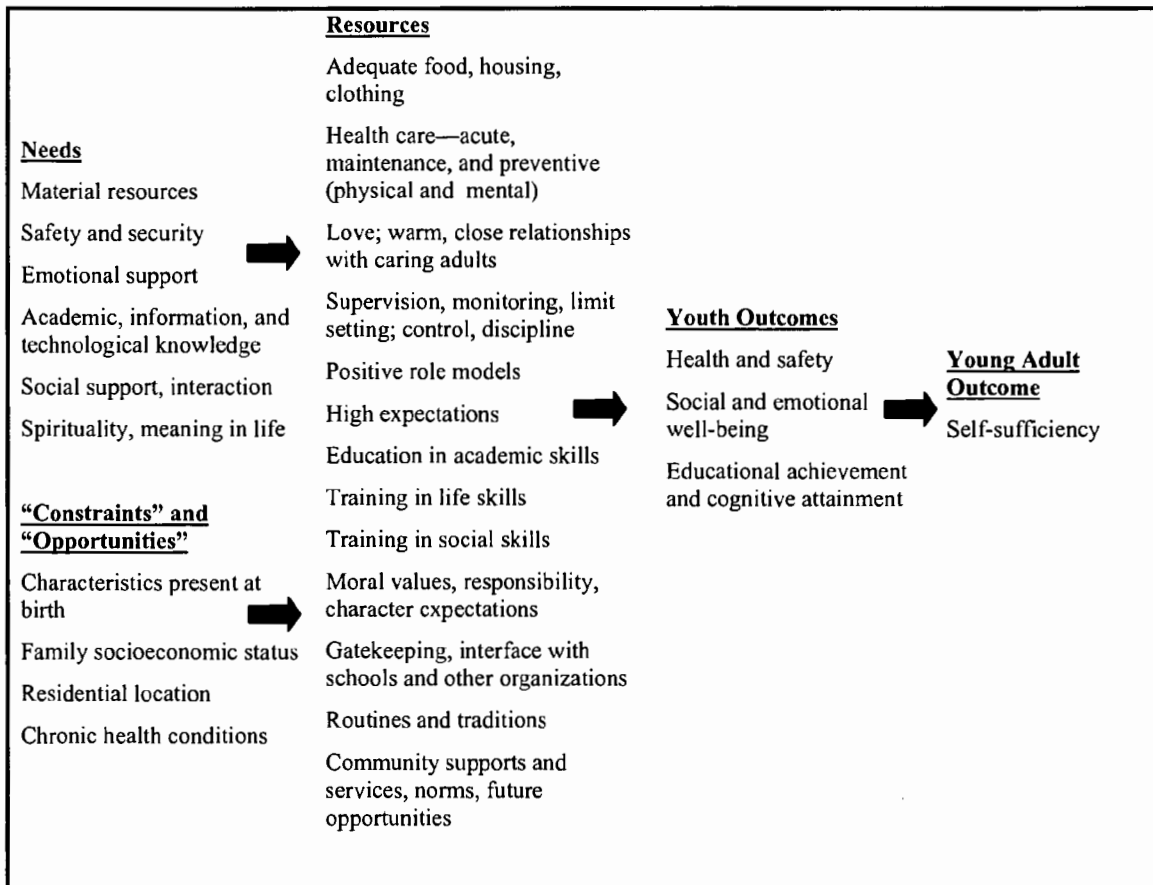 Needs
Material resources
Safety and security
Emotional support
Academic, information, and
technological knowledge
Social support, interaction
Spirituality, meaning in life
“Constraints” and
“Opportunities”
Characteristics present at
birth
Family socioeconomic status
Residential location
Chronic health conditions
Resources
Adequate food, housing,
clothing
Health care—acute,
maintenance, and preventive
(physical and mental)
Love; warm, close relationships
with caring adults
Supervision, monitoring, limit
setting; control, discipline
Positive role models
High expectations
Education in academic skills
Training in life skills
Training in social skills
Moral values, responsibility,
character expectations
Gatekeeping, interface with
schools and other organizations
Routines and traditions
Community supports and
services, norms, future
opportunities
Youth Outcomes
Health and safety
Social and emotional
well-being
Educational achievement
and cognitive attainment
Young Adult
Outcome
Self-sufficiency